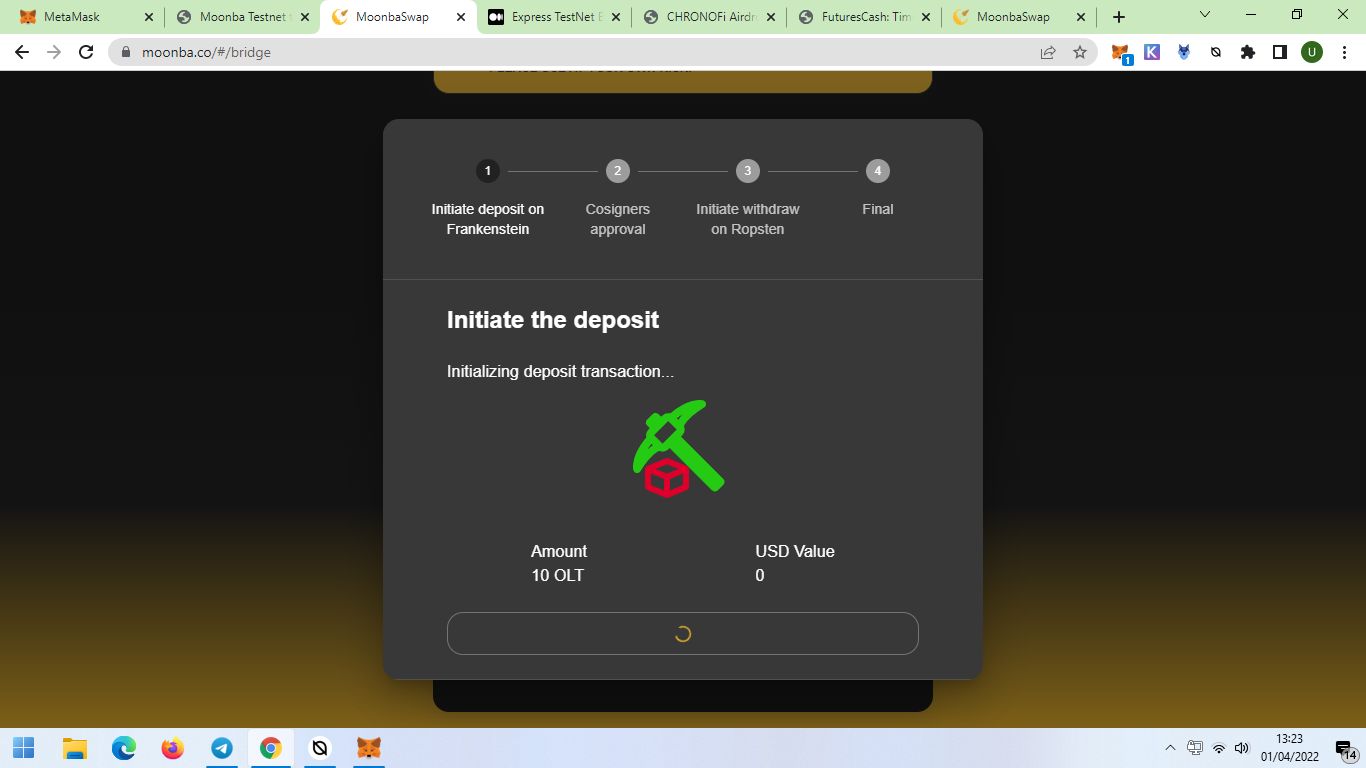 MetaMask
Moonba Testnet
MoonbaSwap
Express TestNet
CHRONOFi Airdr
FuturesCash: Tim
MoonbaSwap
moonba.co/#/bridge
1
K
U
1
2
3
4
Initiate deposit on
Frankenstein
Cosigners
approval
Initiate withdraw
on Ropsten
Final
Initiate the deposit
Initializing deposit transaction...
Amount
USD Value
10 OLT
0
13:23
01/04/2022
14